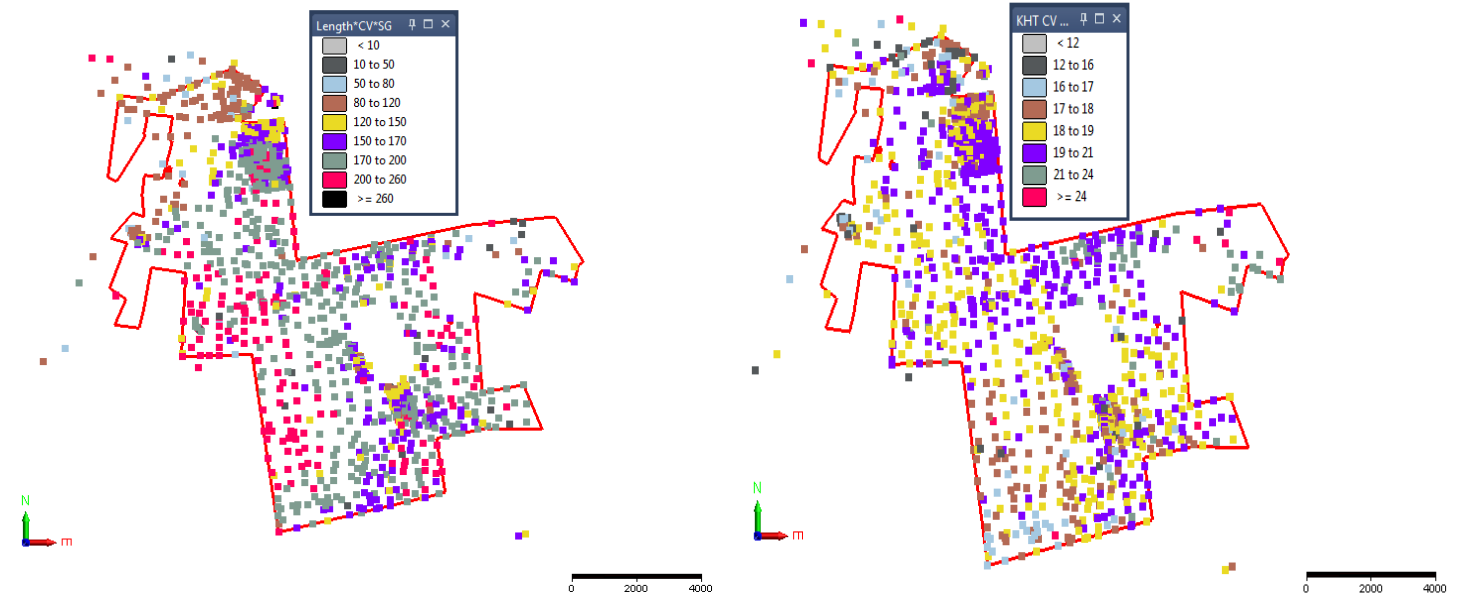 Length*CV*SG
< 10
10 to 50
50 to 80
80 to 120
120 to 150
150 to 170
170 to 200
200 to 260
>= 260
N
E
0 2000 4000
KHT CV ...
< 12
12 to 16
16 to 17
17 to 18
18 to 19
19 to 21
21 to 24
>= 24
N
E
0 2000 4000